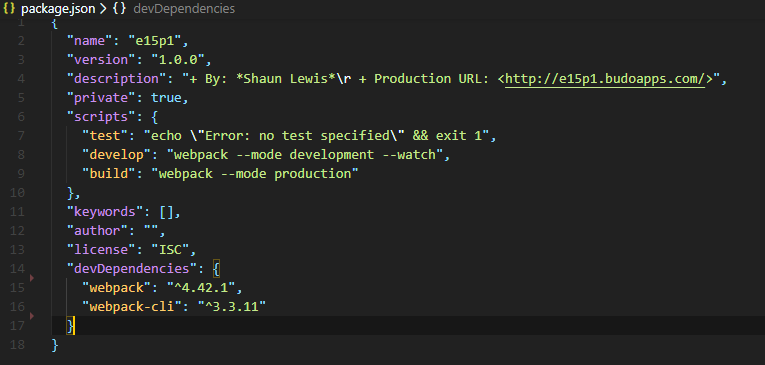 {} package.json > {} devDependencies
1 {
2 "name": "e15p1",
3 "version": "1.0.0",
4 "description": "+ By: *Shaun Lewis*\r + Production URL: <http://e15p1.budoapps.com/>",
5 "private": true,
6 "scripts": {
7 "test": "echo \"Error: no test specified\" && exit 1",
8 "develop": "webpack --mode development --watch",
9 "build": "webpack --mode production"
10 },
11 "keywords": [],
12 "author": "",
13 "license": "ISC",
14 "devDependencies": {
15 "webpack": "^4.42.1",
16 "webpack-cli": "^3.3.11"
17 }
18 }